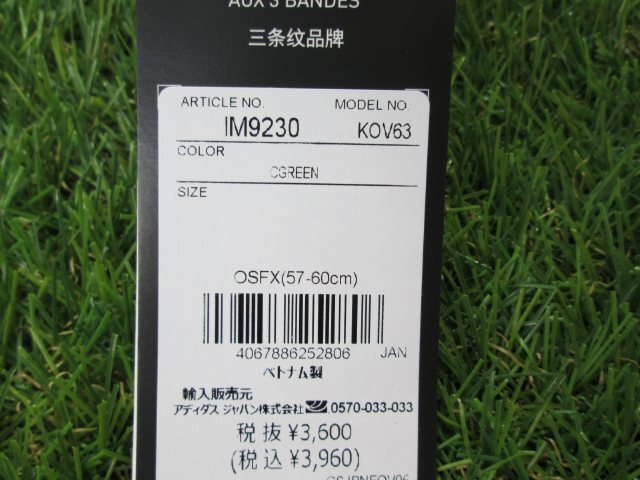 AUX 3 BANDES
三条纹品牌
ARTICLE NO. MODEL NO.
IM9230 KOV63
COLOR
CGREEN
SIZE
OSFX(57-60cm)
4067886252806 JAN
ベトナム製
輸入販売元
アディダス ジャパン株式会社 0570-033-033
税 抜 ¥3,600
(税 込 ¥3,960)